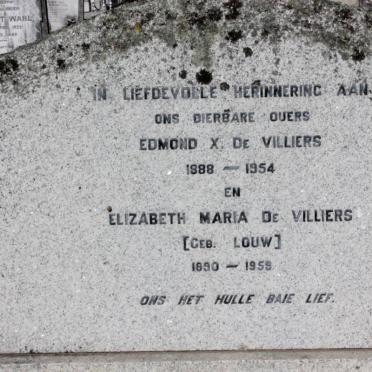 IN LIEFDEVOLLE HERINNERING AAN
ONS DIERBARE OUERS
EDMOND X. DE VILLIERS
1888 — 1954
EN
ELIZABETH MARIA DE VILLIERS
[GEB. LOUW]
1890 — 1959
ONS HET HULLE BAIE LIEF.